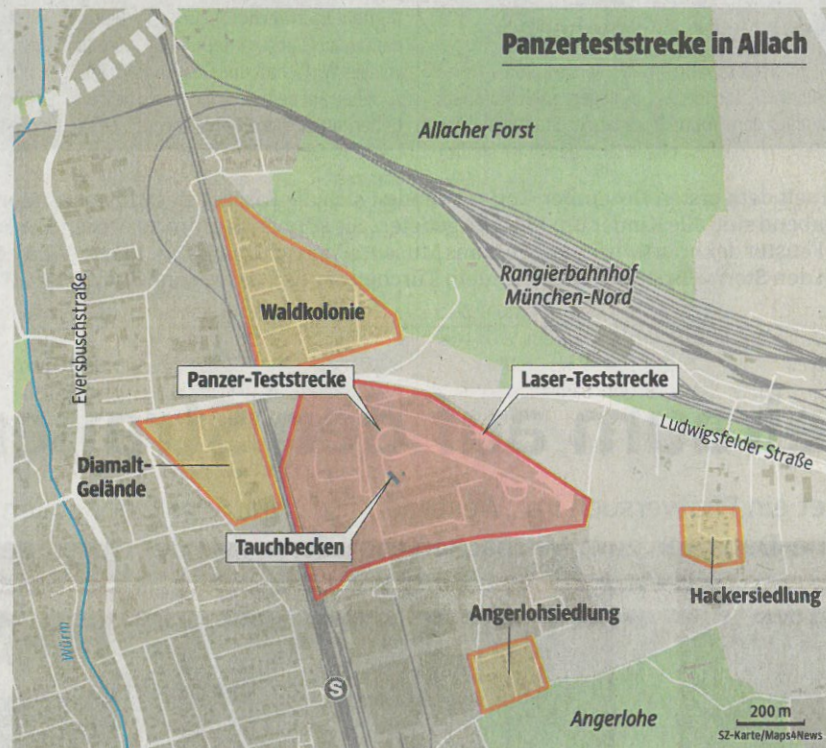 Panzerteststrecke in Allach
Allacher Forst
Rangierbahnhof
München-Nord
Eversbuschstraße
Waldkolonie
Panzer-Teststrecke
Laser-Teststrecke
Ludwigsfelder Straße
Diamalt-
Gelände
Tauchbecken
Hackersiedlung
Angerlohsiedlung
Würm
S
Angerlohe
200 m
SZ-Karte/Maps4News